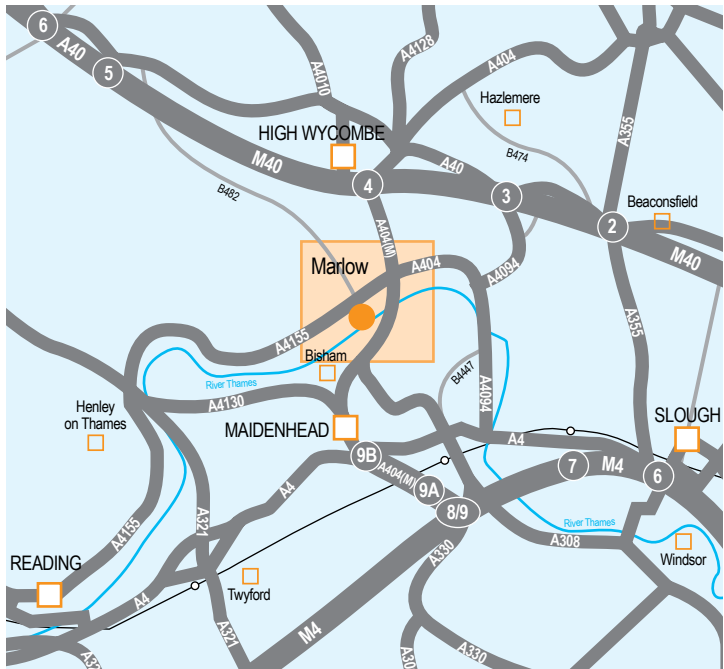 6
A40
5
A4010
A4128
A404
Hazlemere
A355
HIGH WYCOMBE
M40
A40
B474
B482
4
3
Beaconsfield
2
A404(M)
M40
Marlow
A404
A4094
A4155
A355
Bisham
B4447
River Thames
A4094
A4130
Henley
on Thames
MAIDENHEAD
SLOUGH
A4
9B
A404(M)
7
M4
6
9A
A4
8/9
A321
A4155
River Thames
A308
READING
A330
Windsor
Twyford
A4
A321
M4
A330
A32
A30